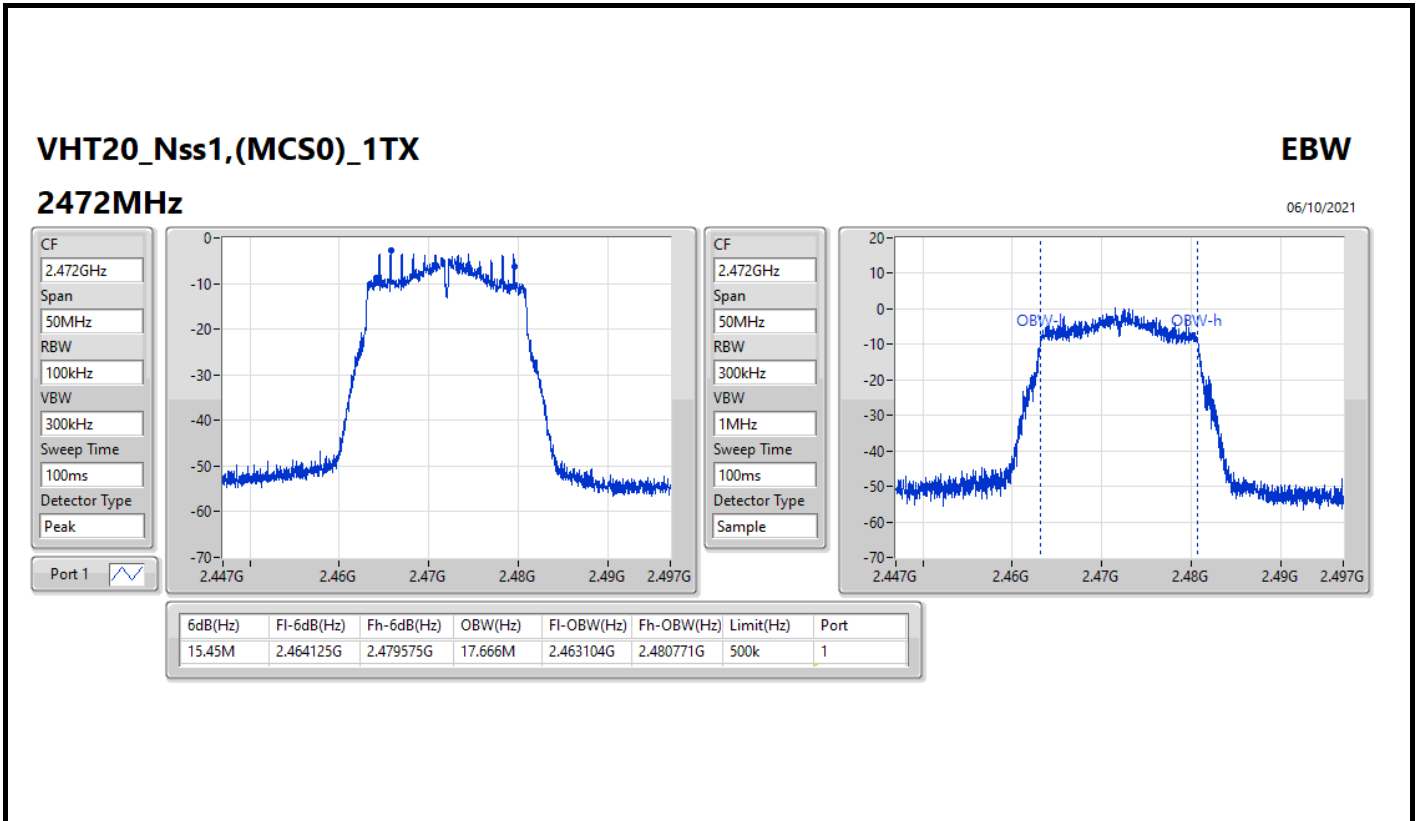 VHT20_Nss1,(MCS0)_1TX
EBW
2472MHz
06/10/2021
CF
2.472GHz
Span
50MHz
RBW
100kHz
VBW
300kHz
Sweep Time
100ms
Detector Type
Peak
Port 1
0
-10
-20
-30
-40
-50
-60
-70
2.447G 2.46G 2.47G 2.48G 2.49G 2.497G
CF
2.472GHz
Span
50MHz
RBW
300kHz
VBW
1MHz
Sweep Time
100ms
Detector Type
Sample
20
10
0
-10
-20
-30
-40
-50
-60
-70
OBW-l OBW-h
2.447G 2.46G 2.47G 2.48G 2.49G 2.497G
6dB(Hz) Fl-6dB(Hz) Fh-6dB(Hz) OBW(Hz) Fl-OBW(Hz) Fh-OBW(Hz) Limit(Hz) Port
15.45M 2.464125G 2.479575G 17.666M 2.463104G 2.480771G 500k 1